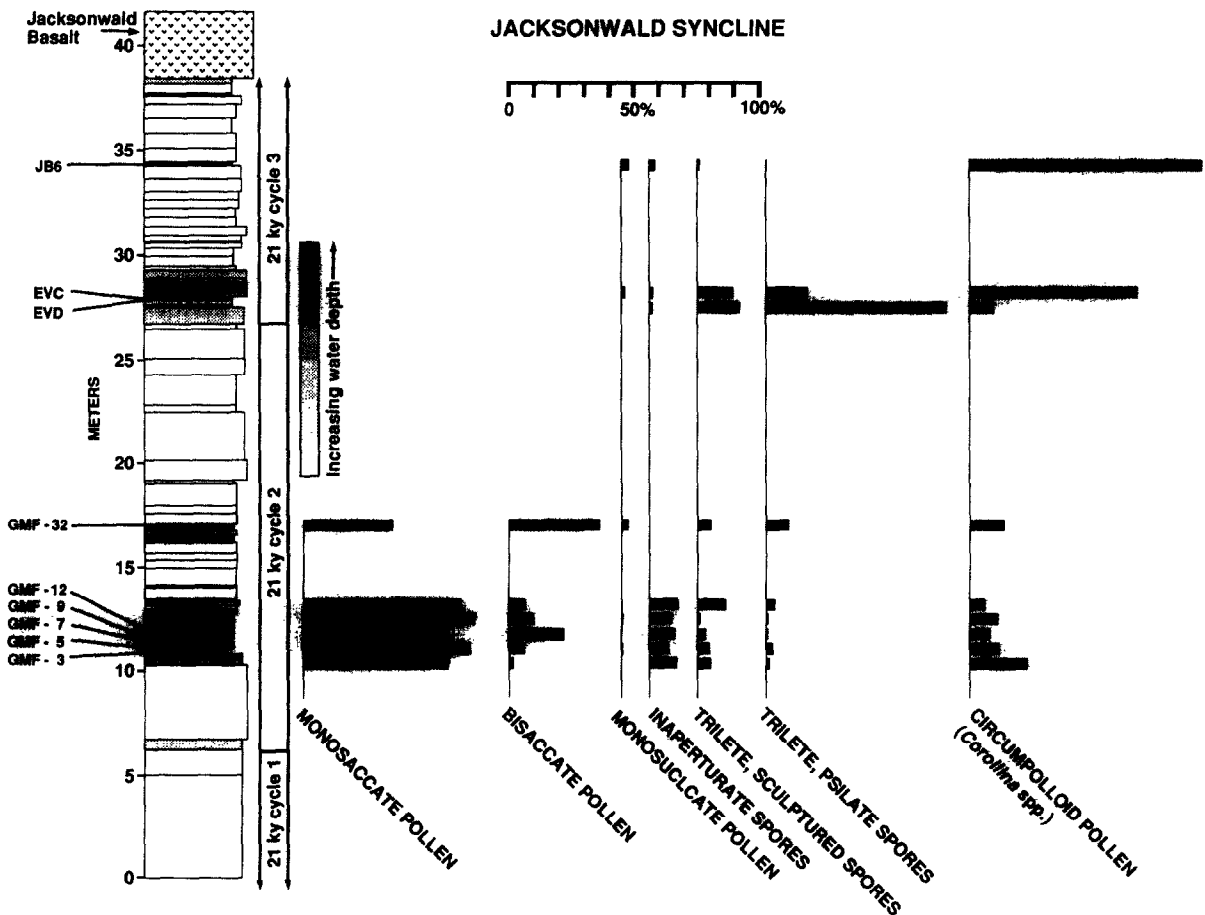 Jacksonwald
Basalt
JACKSONWALD SYNCLINE
0
50%
100%
40
35
30
25
20
15
10
5
0
METERS
JB6
EVC
EVD
GMF - 32
GMF - 12
GMF - 9
GMF - 7
GMF - 5
GMF - 3
21 ky cycle 3
21 ky cycle 2
21 ky cycle 1
Increasing water depth
MONOSACCATE POLLEN
BISACCATE POLLEN
MONOSUCLCATE POLLEN
INAPERTURATE SPORES
TRILETE, SCULPTURED SPORES
TRILETE, PSILATE SPORES
CIRCUMPOLLOID POLLEN
(Corollina spp.)